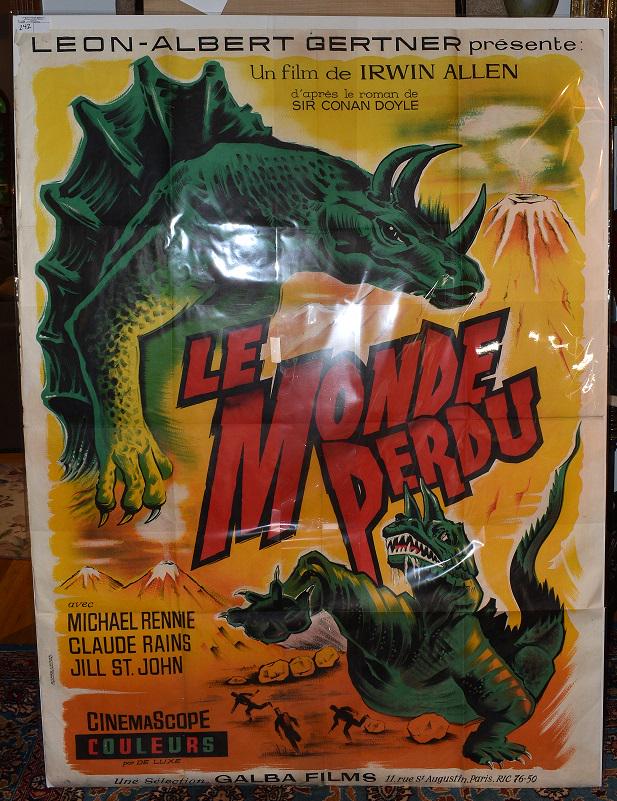 242
LEON-ALBERT GERTNER présente:
Un film de IRWIN ALLEN
d'après le roman de
SIR CONAN DOYLE
LE
MONDE
PERDU
avec
MICHAEL RENNIE
CLAUDE RAINS
JILL ST. JOHN
CINEMASCOPE
COULEURS
par DE LUXE
Une Sélection GALBA FILMS 11, rue St Augustin, Paris. RIC 76-50